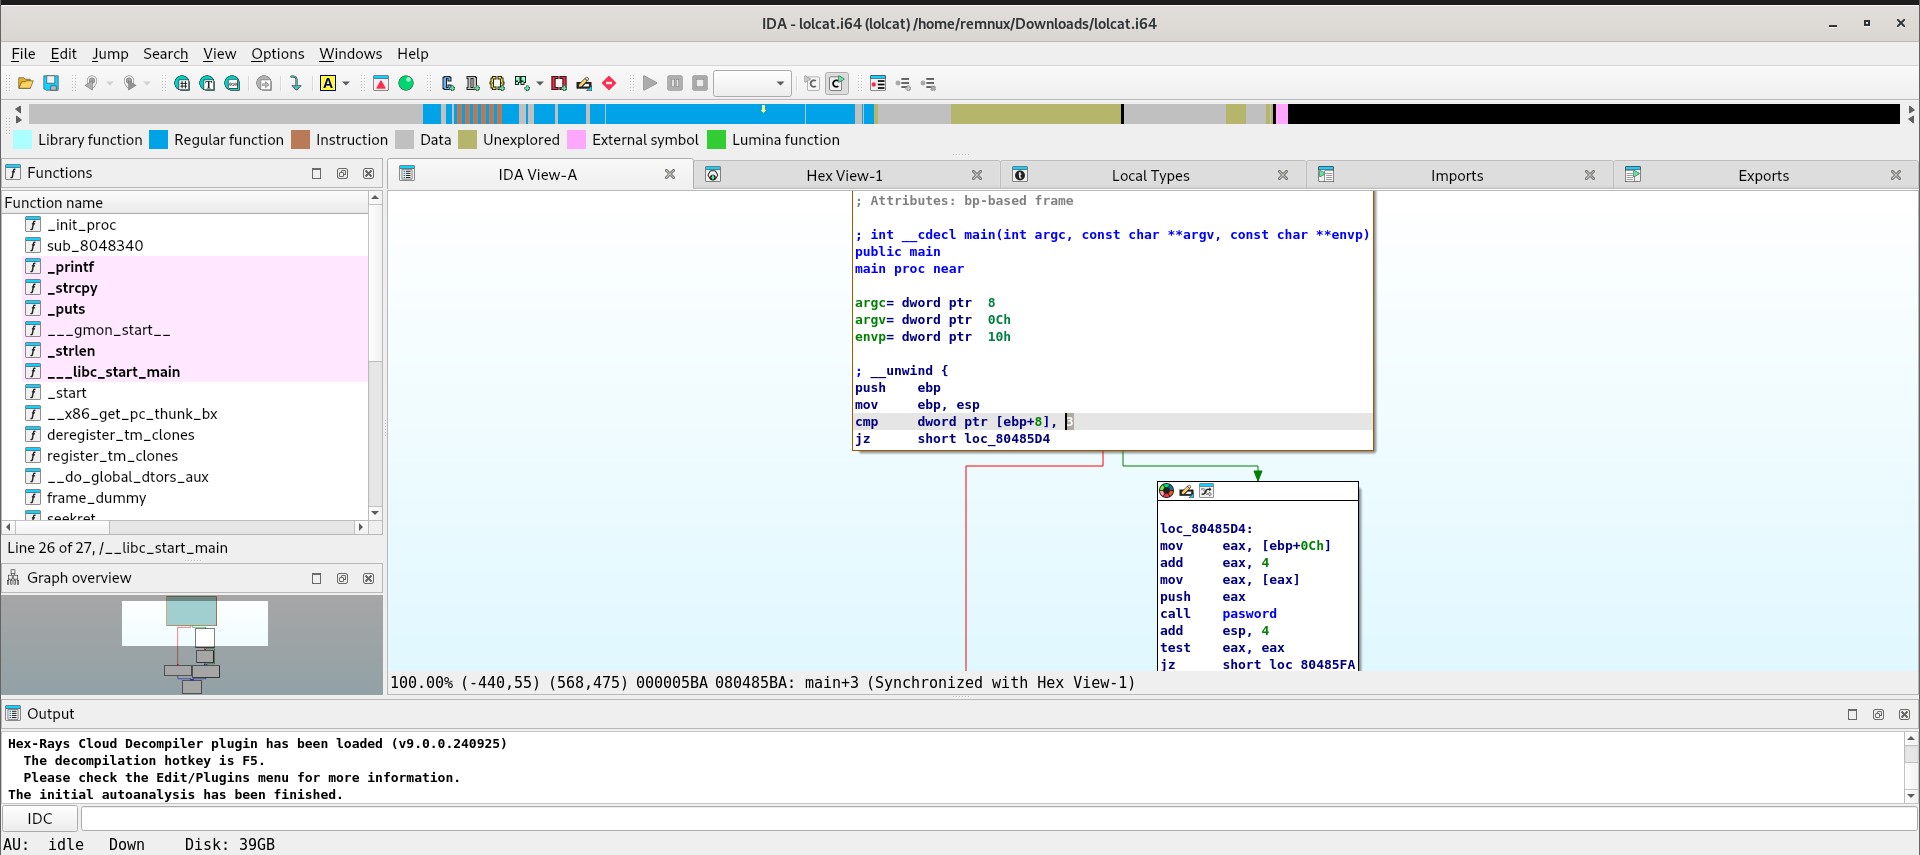 IDA - lolcat.i64 (lolcat) /home/remnux/Downloads/lolcat.i64
File Edit Jump Search View Options Windows Help
A
Library function Regular function Instruction Data Unexplored External symbol Lumina function
Functions
Function name
_init_proc
sub_8048340
_printf
_strcpy
_puts
___gmon_start__
_strlen
___libc_start_main
_start
__x86_get_pc_thunk_bx
deregister_tm_clones
register_tm_clones
__do_global_dtors_aux
frame_dummy
seekret
Line 26 of 27, /__libc_start_main
Graph overview
IDA View-A Hex View-1 Local Types Imports Exports
; Attributes: bp-based frame
; int __cdecl main(int argc, const char **argv, const char **envp)
public main
main proc near
argc= dword ptr  8
argv= dword ptr  0Ch
envp= dword ptr  10h
; __unwind {
push    ebp
mov     ebp, esp
cmp     dword ptr [ebp+8], 
jz      short loc_80485D4
loc_80485D4:
mov     eax, [ebp+0Ch]
add     eax, 4
mov     eax, [eax]
push    eax
call    pasword
add     esp, 4
test    eax, eax
jz      short loc_80485FA
100.00% (-440,55) (568,475) 000005BA 080485BA: main+3 (Synchronized with Hex View-1)
Output
Hex-Rays Cloud Decompiler plugin has been loaded (v9.0.0.240925)
The decompilation hotkey is F5.
Please check the Edit/Plugins menu for more information.
The initial autoanalysis has been finished.
IDC
AU: idle Down Disk: 39GB